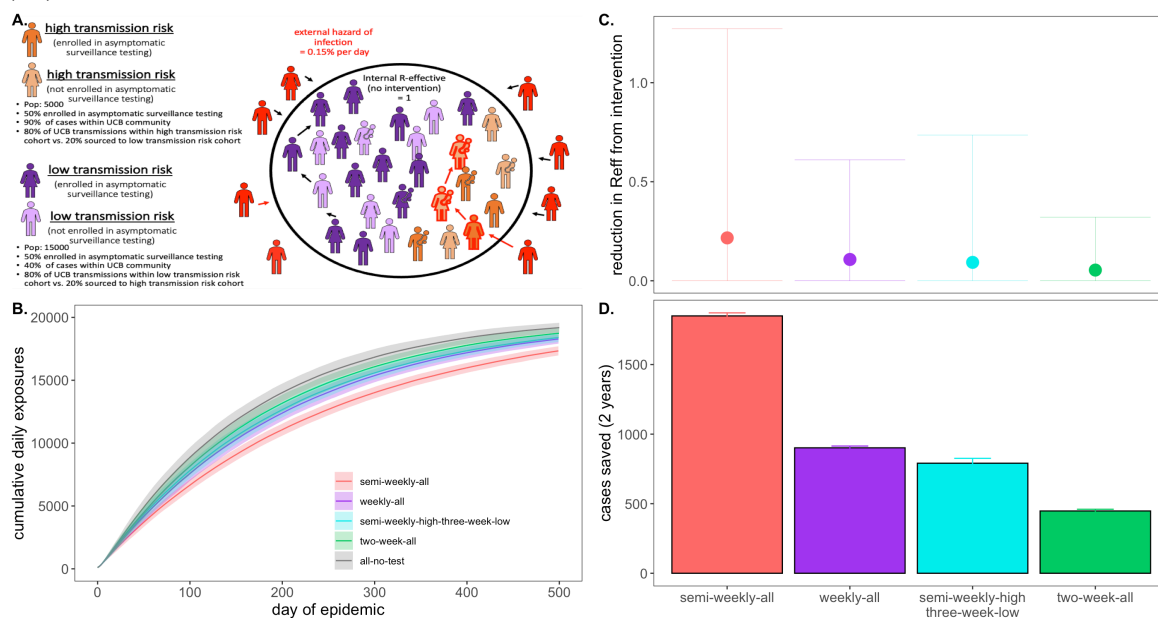 A.
high transmission risk
(enrolled in asymptomatic
surveillance testing)
high transmission risk
(not enrolled in asymptomatic
surveillance testing)
• Pop: 5000
• 50% enrolled in asymptomatic surveillance testing
• 90% of cases within UCB community
• 80% of UCB transmissions within high transmission risk
cohort vs. 20% sourced to low transmission risk cohort
low transmission risk
(enrolled in asymptomatic
surveillance testing)
low transmission risk
(not enrolled in asymptomatic
surveillance testing)
• Pop: 15000
• 50% enrolled in asymptomatic surveillance testing
• 40% of cases within UCB community
• 80% of UCB transmissions within low transmission risk
cohort vs. 20% sourced to high transmission risk cohort
external hazard of
infection
= 0.15% per day
Internal R-effective
(no intervention)
= 1
B.
cumulative daily exposures
20000
15000
10000
5000
0
semi-weekly-all
weekly-all
semi-weekly-high-three-week-low
two-week-all
all-no-test
0 100 200 300 400 500
day of epidemic
C.
reduction in Reff from intervention
1.0
0.5
0.0
D.
cases saved (2 years)
1500
1000
500
0
semi-weekly-all weekly-all semi-weekly-high two-week-all
three-week-low